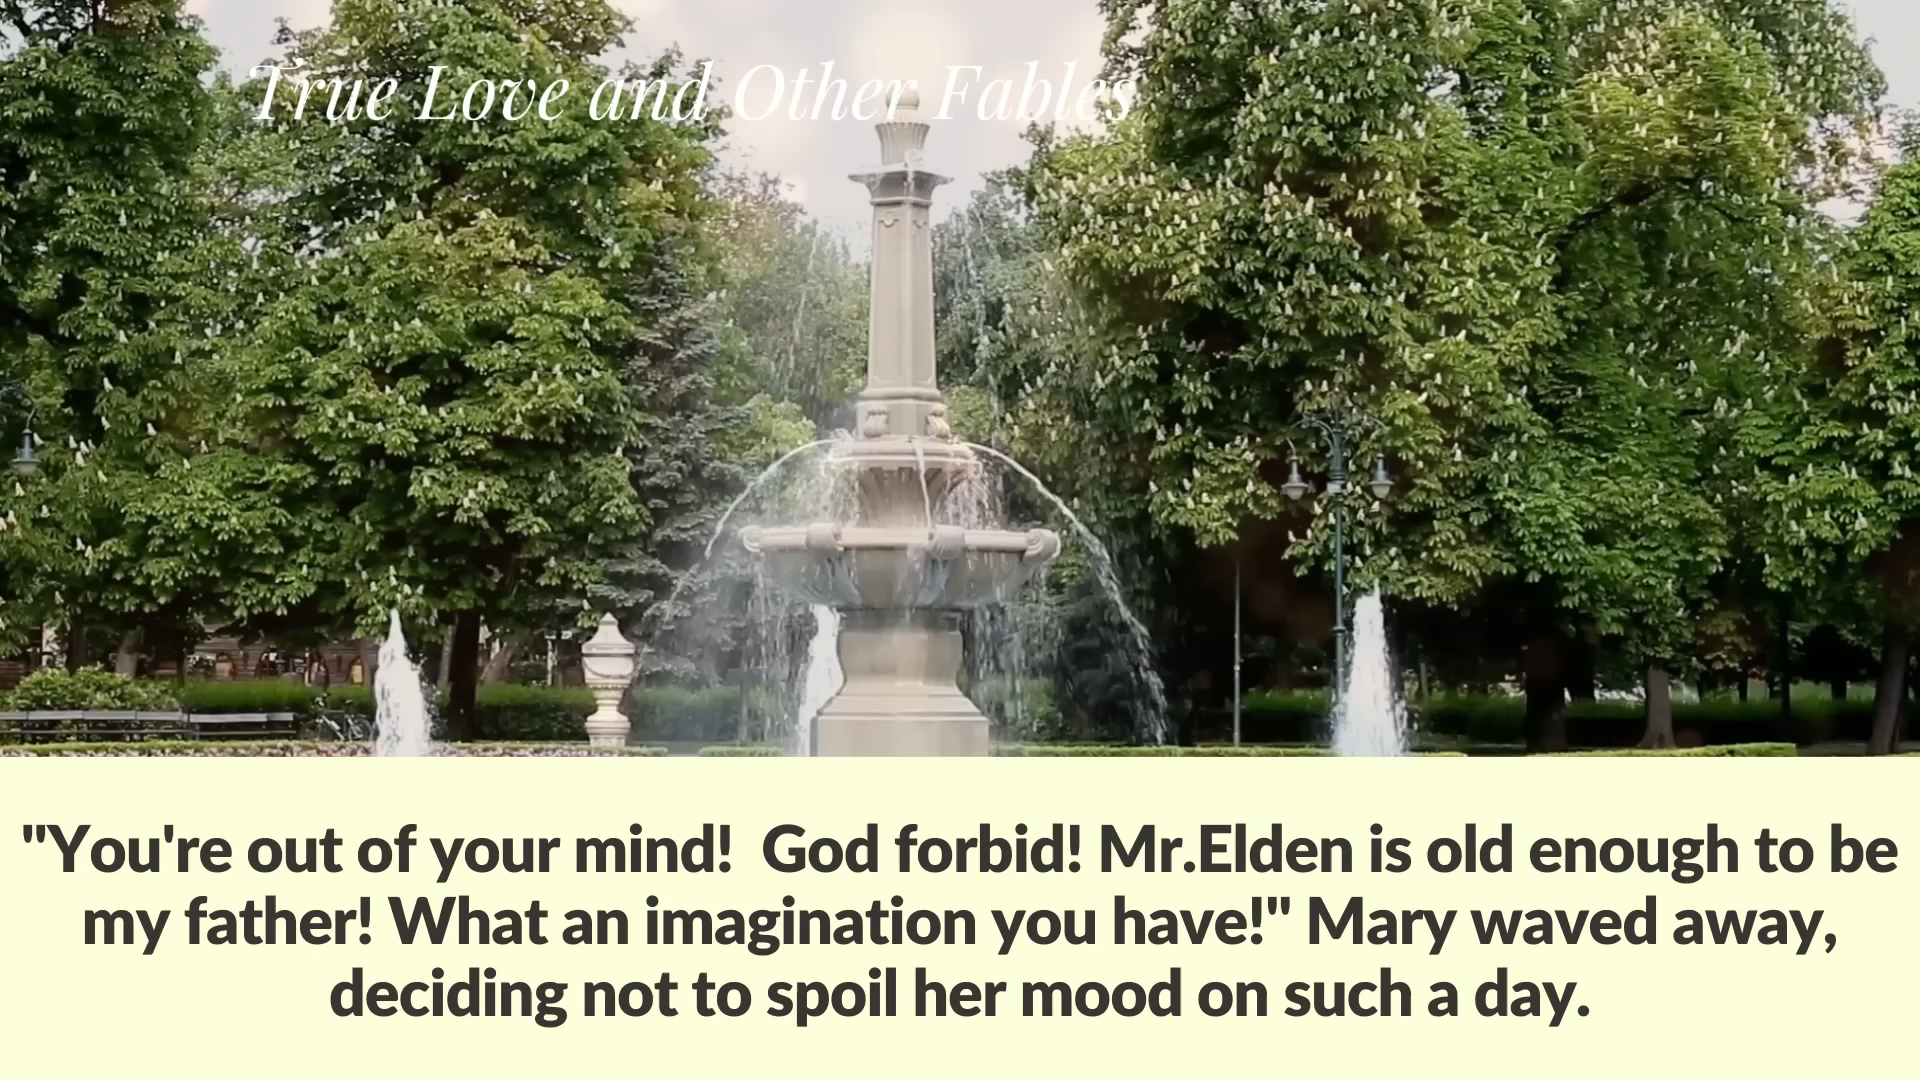 True Love and Other Fables
"You're out of your mind!  God forbid! Mr.Elden is old enough to be
my father! What an imagination you have!" Mary waved away,
deciding not to spoil her mood on such a day.